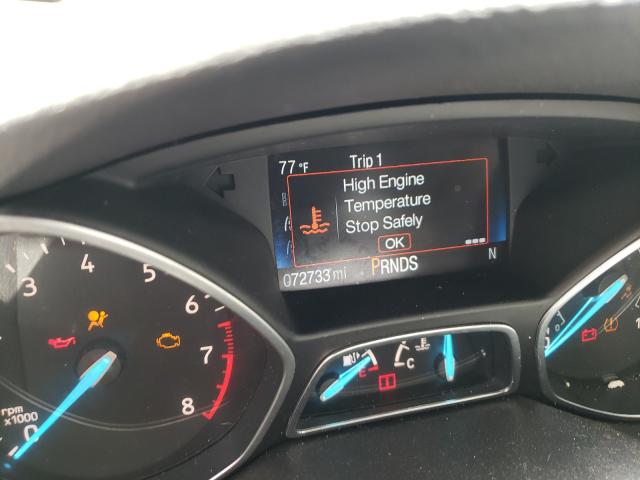 77 °F Trip 1
High Engine
Temperature
Stop Safely
OK
072733 mi PRNDS N
3 4 5 6 7 8
rpm
x1000
0
E C